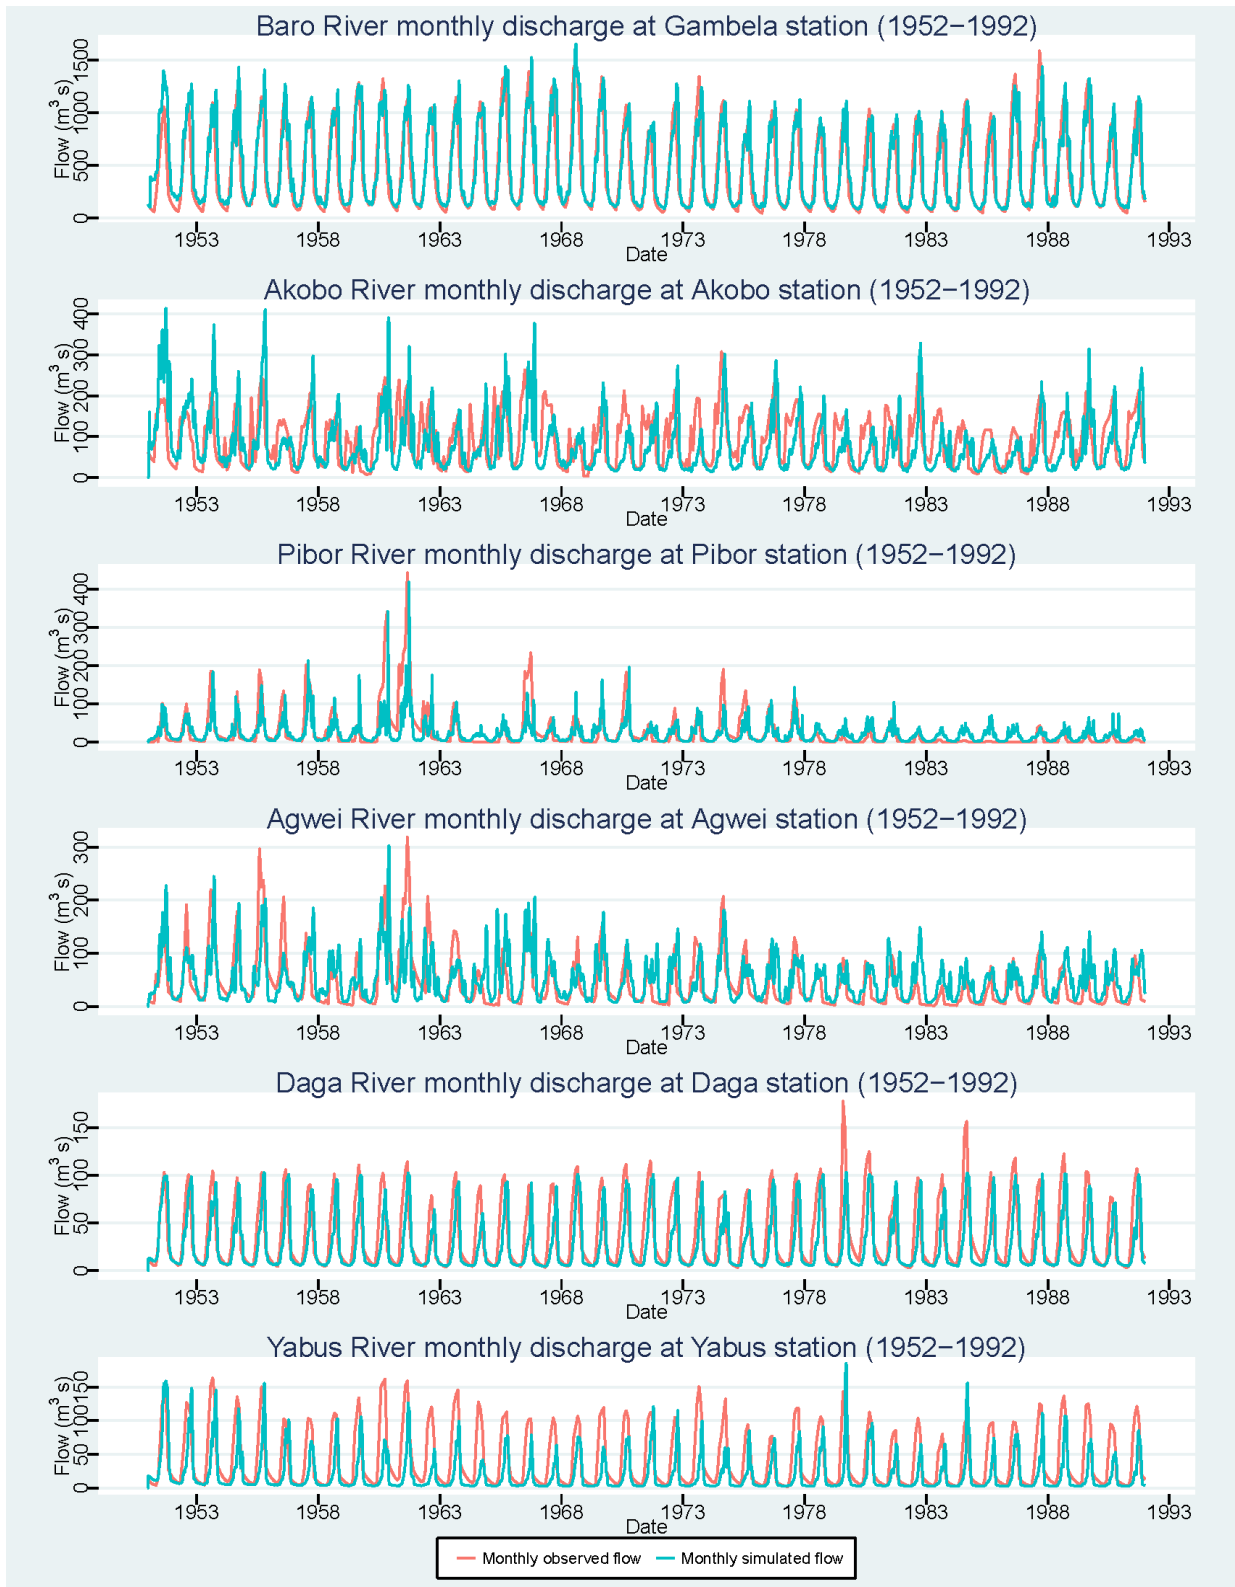 Baro River monthly discharge at Gambela station (1952−1992)
Flow (m³ s)
1500
1000
500
0
1953 1958 1963 1968 1973 1978 1983 1988 1993
Date
Akobo River monthly discharge at Akobo station (1952−1992)
Flow (m³ s)
400
300
200
100
0
1953 1958 1963 1968 1973 1978 1983 1988 1993
Date
Pibor River monthly discharge at Pibor station (1952−1992)
Flow (m³ s)
400
300
200
100
0
1953 1958 1963 1968 1973 1978 1983 1988 1993
Date
Agwei River monthly discharge at Agwei station (1952−1992)
Flow (m³ s)
300
200
100
0
1953 1958 1963 1968 1973 1978 1983 1988 1993
Date
Daga River monthly discharge at Daga station (1952−1992)
Flow (m³ s)
150
100
50
0
1953 1958 1963 1968 1973 1978 1983 1988 1993
Date
Yabus River monthly discharge at Yabus station (1952−1992)
Flow (m³ s)
150
100
50
0
1953 1958 1963 1968 1973 1978 1983 1988 1993
Date
Monthly observed flow Monthly simulated flow